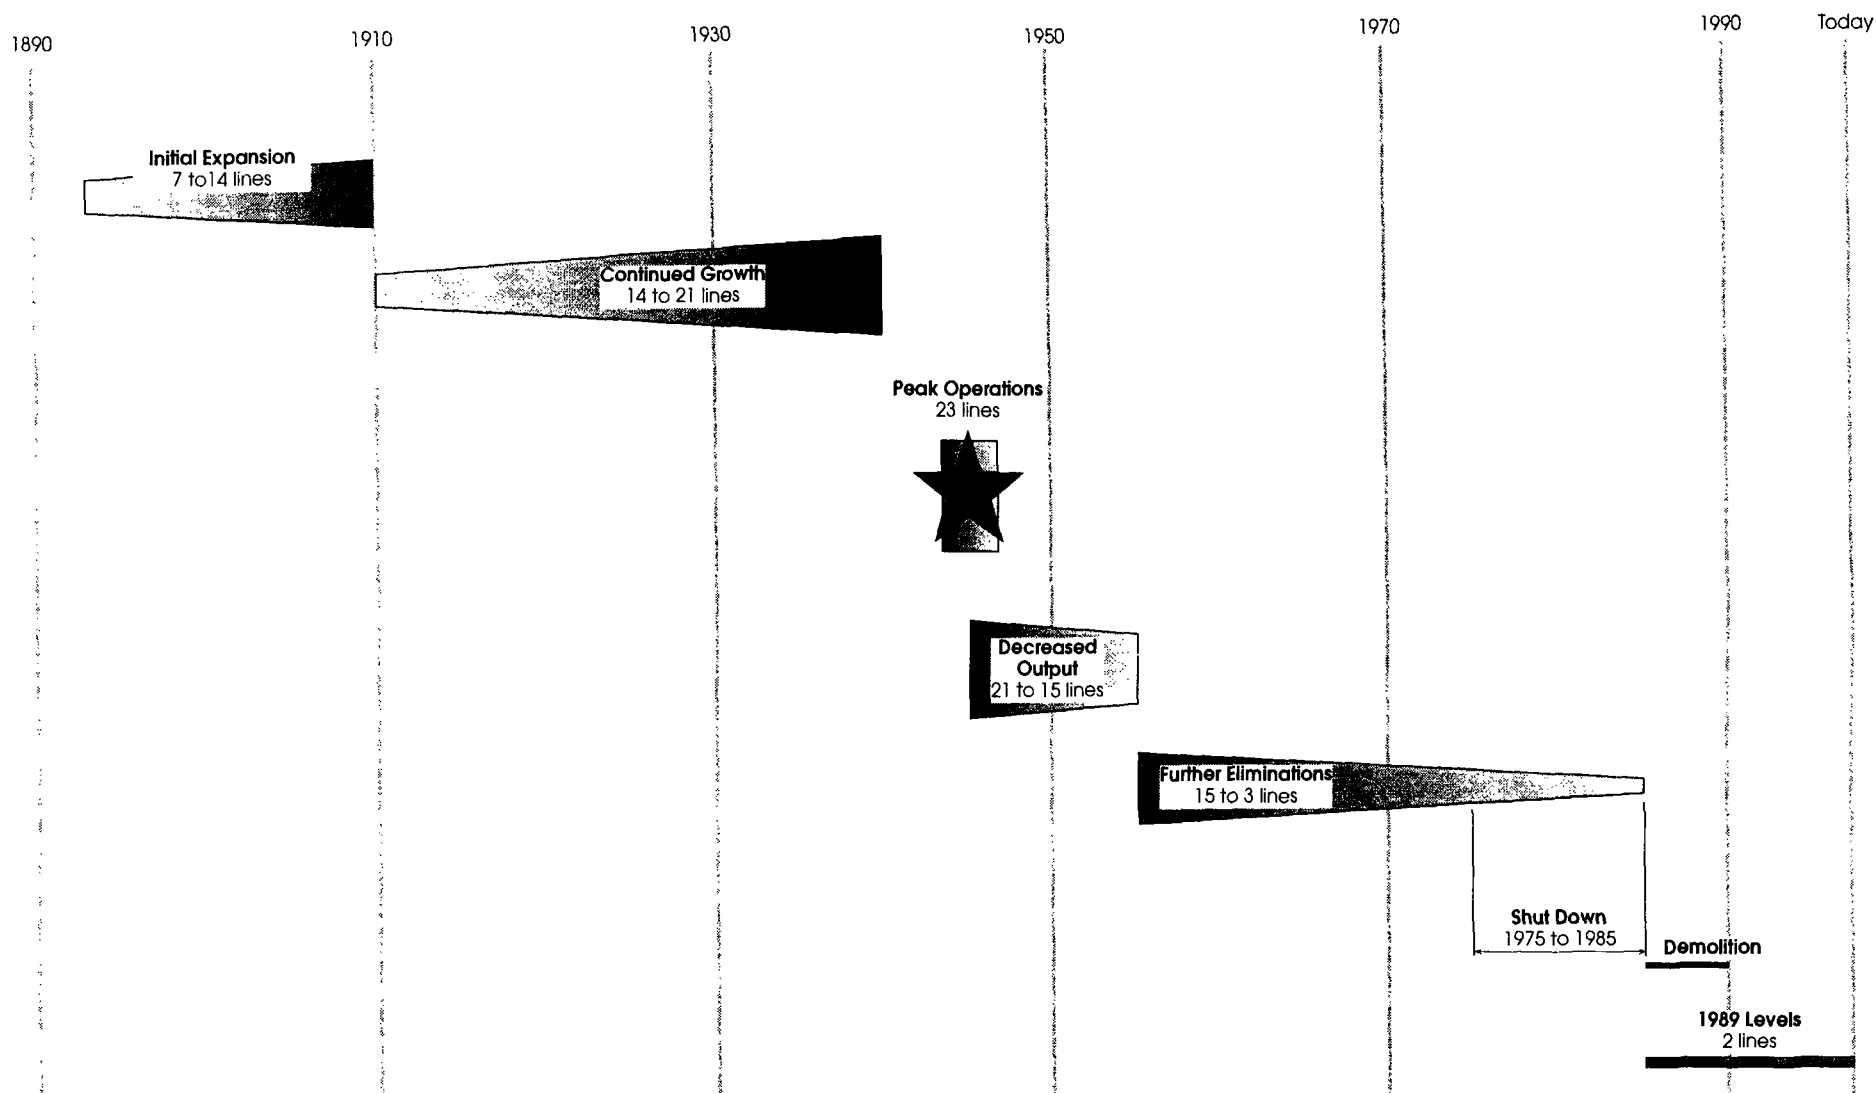 1890
1910
1930
1950
1970
1990
Today
Initial Expansion
7 to14 lines
Continued Growth
14 to 21 lines
Peak Operations
23 lines
Decreased
Output
21 to 15 lines
Further Eliminations
15 to 3 lines
Shut Down
1975 to 1985
Demolition
1989 Levels
2 lines